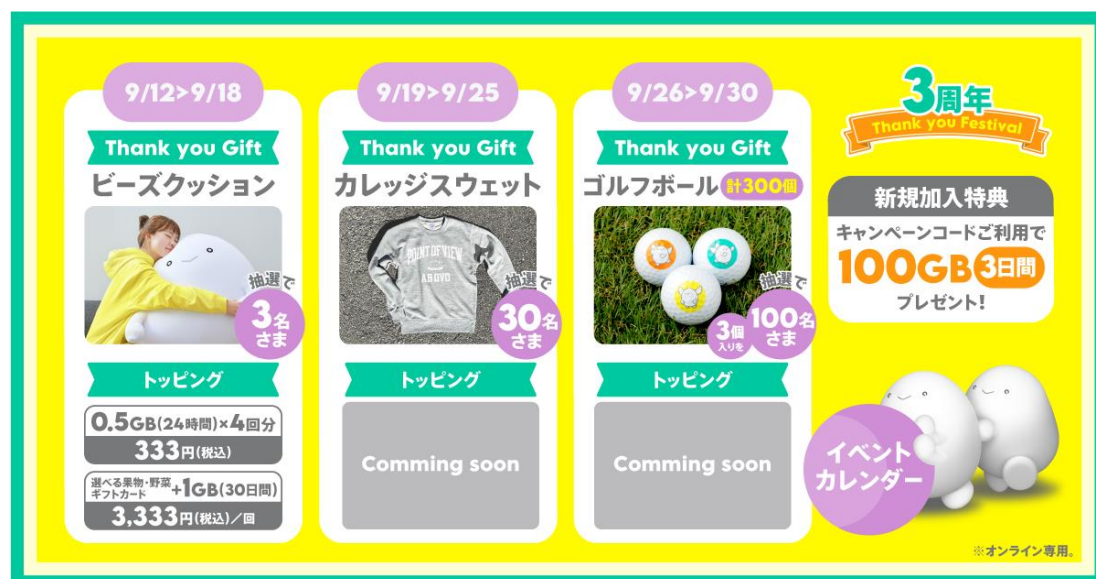 9/12>9/18
Thank you Gift
ビーズクッション
抽選で
3名
さま
トッピング
0.5GB(24時間)×4回分
333円(税込)
選べる果物・野菜
ギフトカード
+1GB(30日間)
3,333円(税込)/回
9/19>9/25
Thank you Gift
カレッジスウェット
POINT OF VIEW
ABOVO
抽選で
30名
さま
トッピング
Comming soon
9/26>9/30
Thank you Gift
ゴルフボール 計300個
抽選で
3個
入りを
100名
さま
トッピング
Comming soon
3周年
Thank you Festival
新規加入特典
キャンペーンコードご利用で
100GB 3日間
プレゼント!
イベント
カレンダー
※オンライン専用。